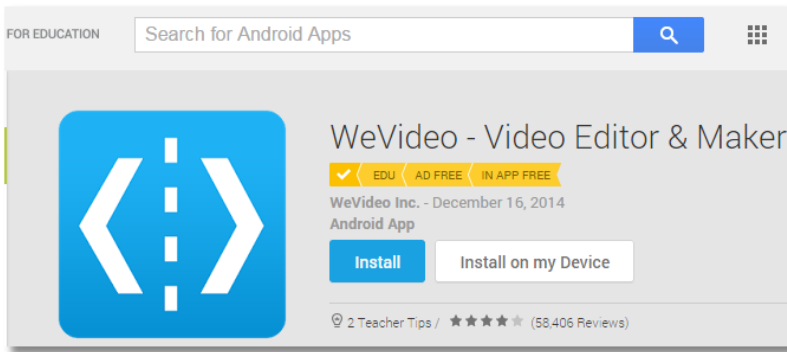 FOR EDUCATION
Search for Android Apps
WeVideo - Video Editor & Maker
EDU AD FREE IN APP FREE
WeVideo Inc. - December 16, 2014
Android App
Install Install on my Device
2 Teacher Tips / (58,406 Reviews)